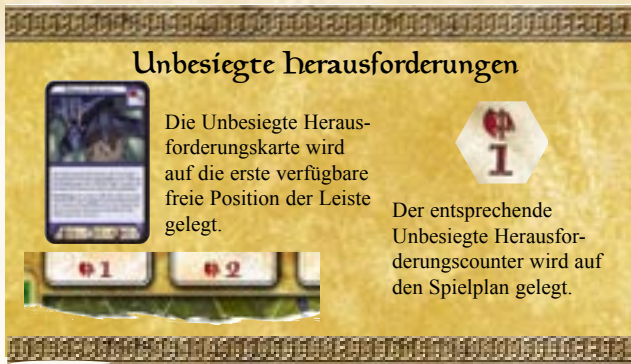 Unbesiegte Herausforderungen
Die Unbesiegte Heraus-
forderungskarte wird
auf die erste verfügbare
freie Position der Leiste
gelegt.
1
Der entsprechende
Unbesiegte Herausfor-
derungscounter wird auf
den Spielplan gelegt.
1
2